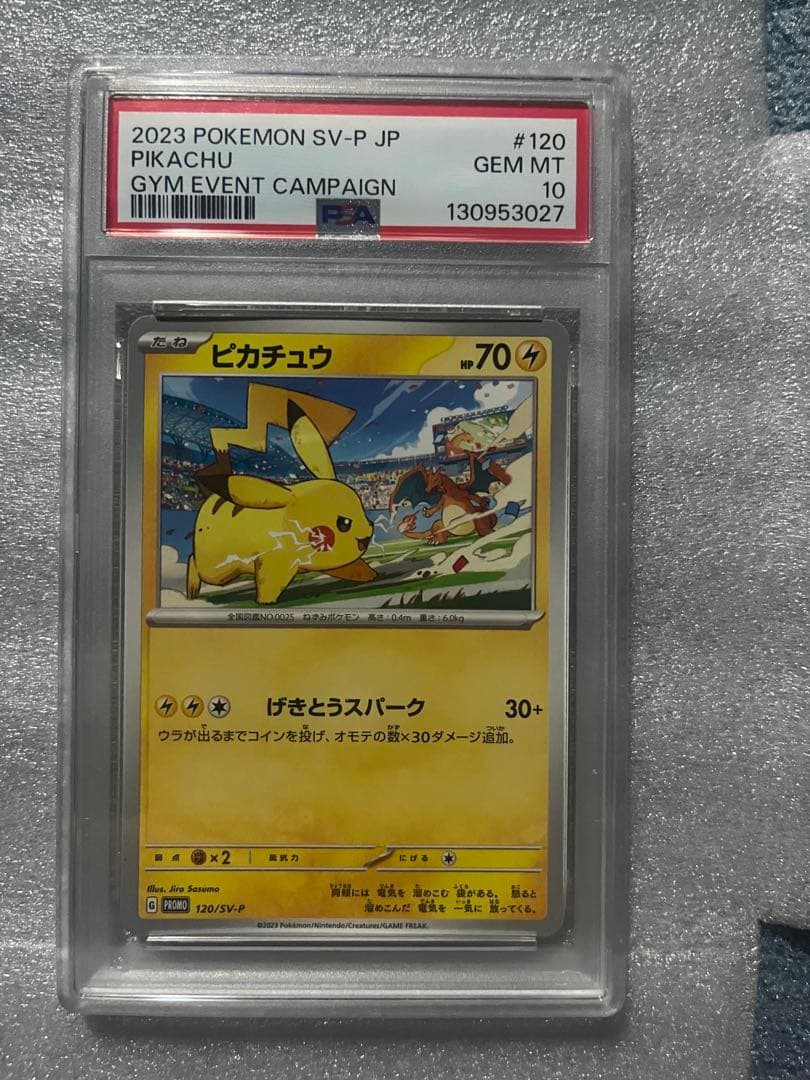 2023 POKEMON SV-P JP #120
PIKACHU GEM MT
GYM EVENT CAMPAIGN 10
PSA 130953027
たね ピカチュウ HP 70
全国図鑑NO.0025 ねずみポケモン 高さ:0.4m 重さ:6.0kg
げきとうスパーク 30+
ウラが出るまでコインを投げ、オモテの数×30ダメージ追加。
弱点 ×2 抵抗力 にげる
Illus. Jiro Sasumo
両頬には 電気を 溜めこむ 袋がある。 怒ると
溜めこんだ 電気を 一気に 放ってくる。
G PROMO 120/SV-P
©2023 Pokémon/Nintendo/Creatures/GAME FREAK.